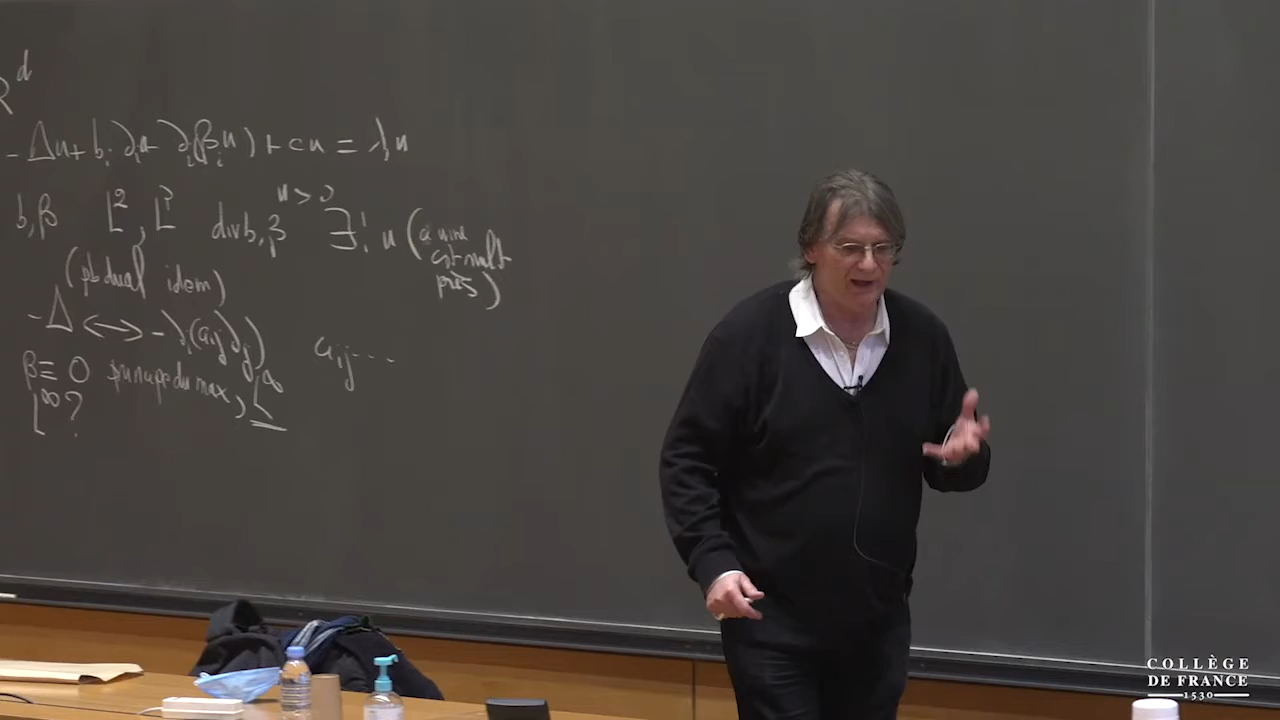 R^d
-Δu + b_i ∂_i u + ∂_i(β_i u) + cu = λu
u > 0
b, β L², L^p div b, β ∃! u (à une cst mult près)
(pb dual idem)
-Δ ⟷ -∂_i(a_ij ∂_j) a_ij ...
β ≡ 0 principe du max, L^∞
L^∞ ?
COLLÈGE
DE FRANCE
1530